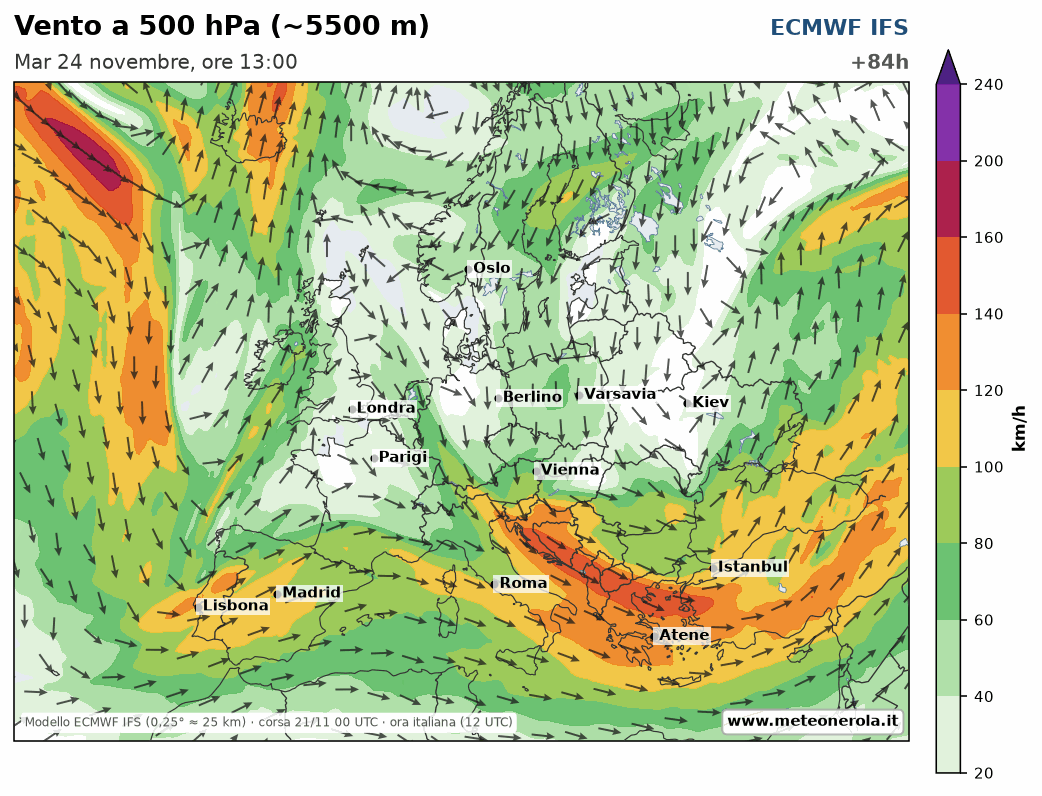 Vento a 500 hPa (~5500 m)
ECMWF IFS
Mar 24 novembre, ore 13:00
+84h
240
200
160
140
120
100
80
60
40
20
km/h
Oslo
Berlino
Varsavia
Kiev
Londra
Parigi
Vienna
Istanbul
Roma
Madrid
Lisbona
Atene
Modello ECMWF IFS (0,25° ≈ 25 km) · corsa 21/11 00 UTC · ora italiana (12 UTC)
www.meteonerola.it